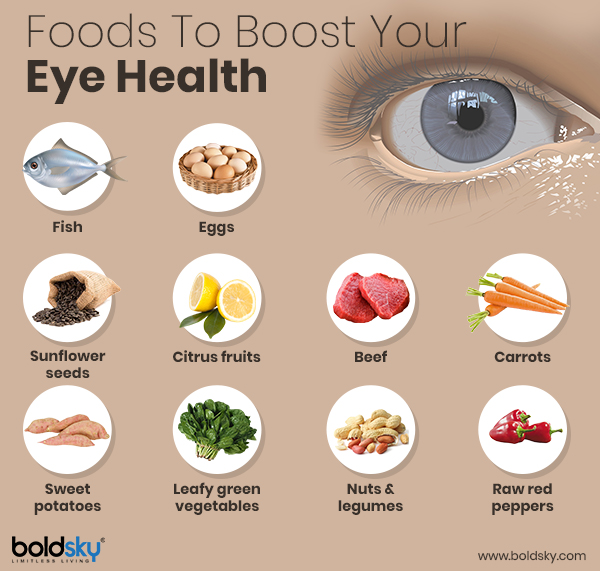 Foods To Boost Your
Eye Health
Fish
Eggs
Sunflower
seeds
Citrus fruits
Beef
Carrots
Sweet
potatoes
Leafy green
vegetables
Nuts &
legumes
Raw red
peppers
boldsky®
LIMITLESS LIVING
www.boldsky.com